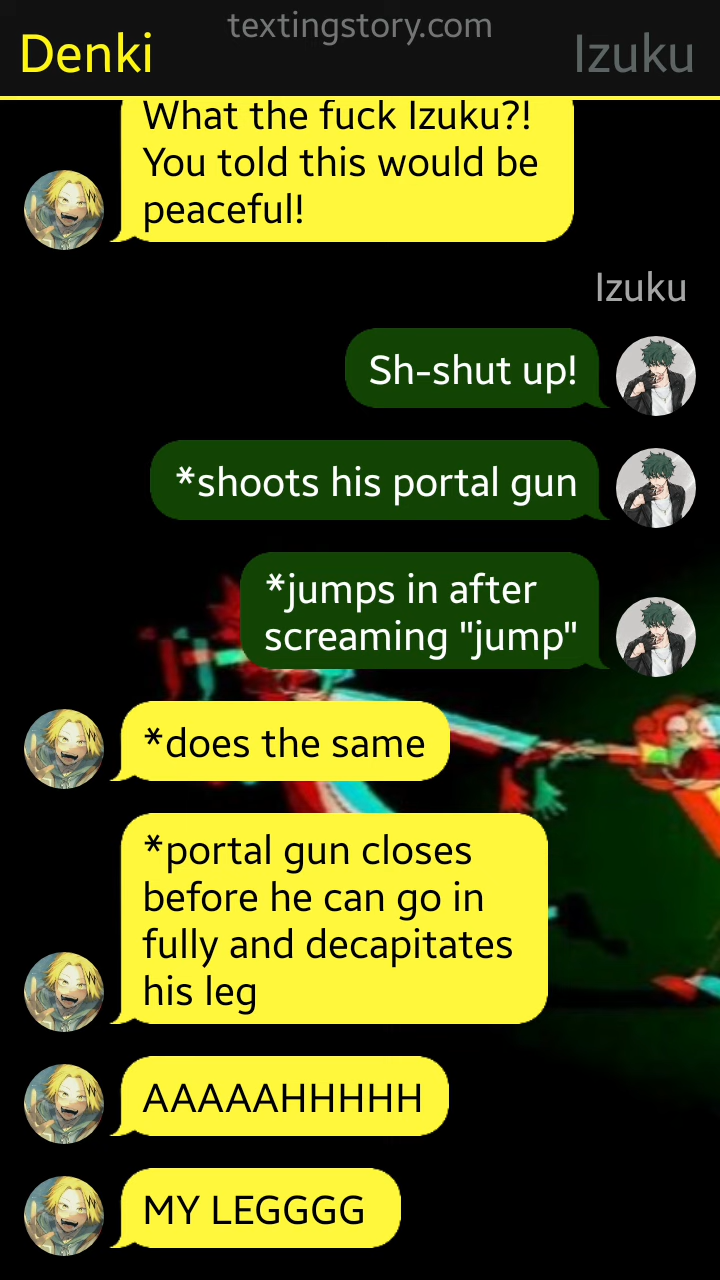 textingstory.com
Denki
Izuku
What the fuck Izuku?!
You told this would be
peaceful!
Izuku
Sh-shut up!
*shoots his portal gun
*jumps in after
screaming "jump"
*does the same
*portal gun closes
before he can go in
fully and decapitates
his leg
AAAAAHHHHH
MY LEGGGG